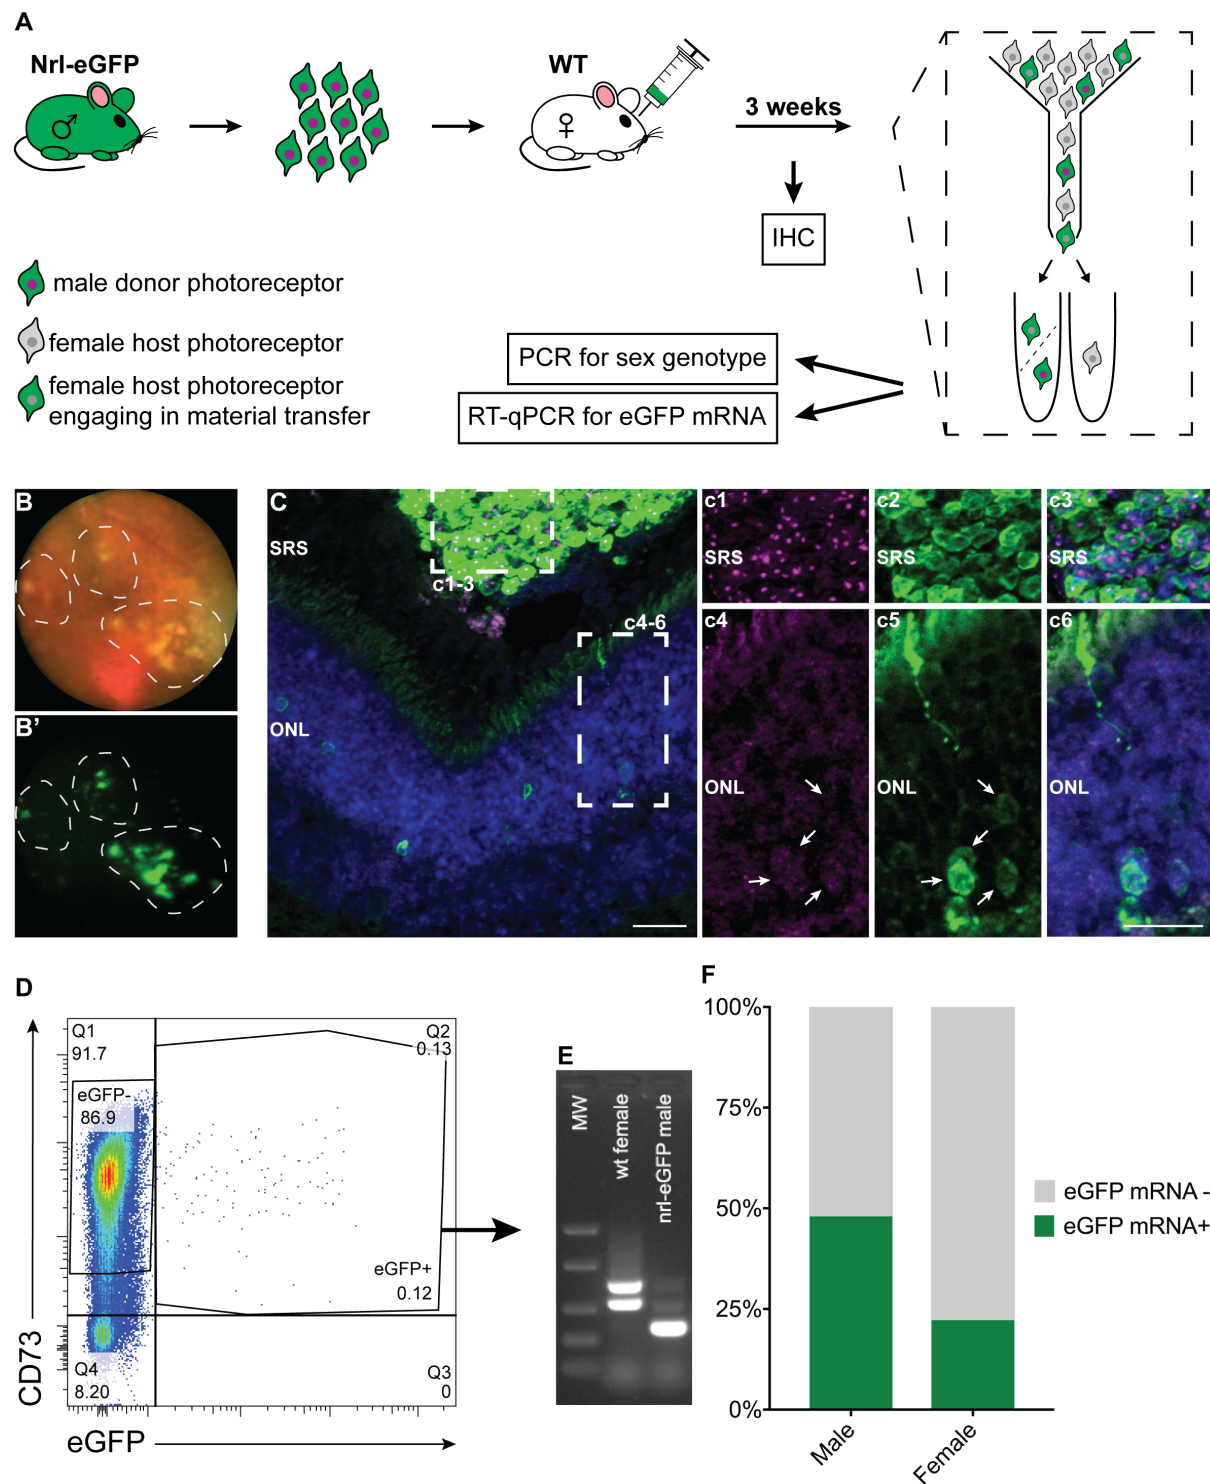 A
Nrl-eGFP
WT
3 weeks
IHC
male donor photoreceptor
female host photoreceptor
female host photoreceptor
engaging in material transfer
PCR for sex genotype
RT-qPCR for eGFP mRNA
B
B’
C
SRS
c1-3
c4-6
ONL
c1
SRS
c2
SRS
c3
SRS
c4
ONL
c5
ONL
c6
ONL
D
Q1
91.7
Q2
0.13
eGFP-
86.9
eGFP+
0.12
Q4
8.20
Q3
0
CD73
eGFP
E
MW
wt female
nrl-eGFP male
F
100%
75%
50%
25%
0%
Male
Female
eGFP mRNA -
eGFP mRNA+